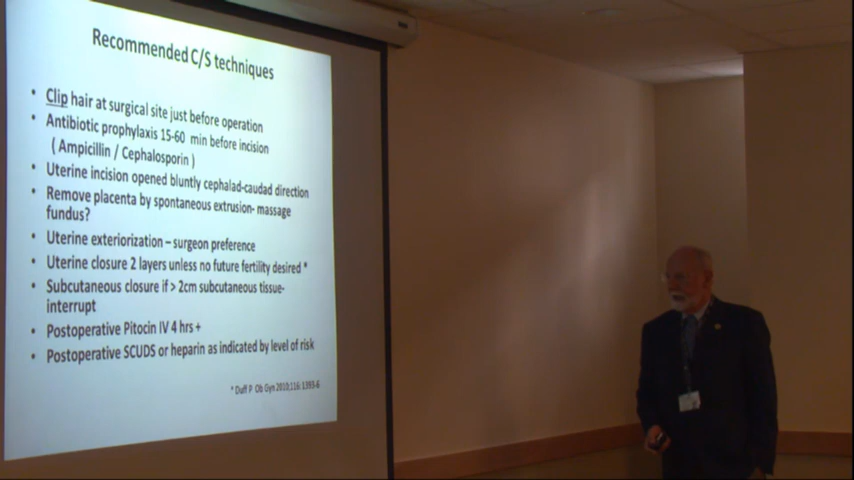 Recommended C/S techniques
• Clip hair at surgical site just before operation
• Antibiotic prophylaxis 15-60 min before incision
( Ampicillin / Cephalosporin )
• Uterine incision opened bluntly cephalad-caudad direction
• Remove placenta by spontaneous extrusion- massage
fundus?
• Uterine exteriorization – surgeon preference
• Uterine closure 2 layers unless no future fertility desired *
• Subcutaneous closure if > 2cm subcutaneous tissue-
interrupt
• Postoperative Pitocin IV 4 hrs +
• Postoperative SCUDS or heparin as indicated by level of risk
* Duff P Ob Gyn 2010;116: 1393-6